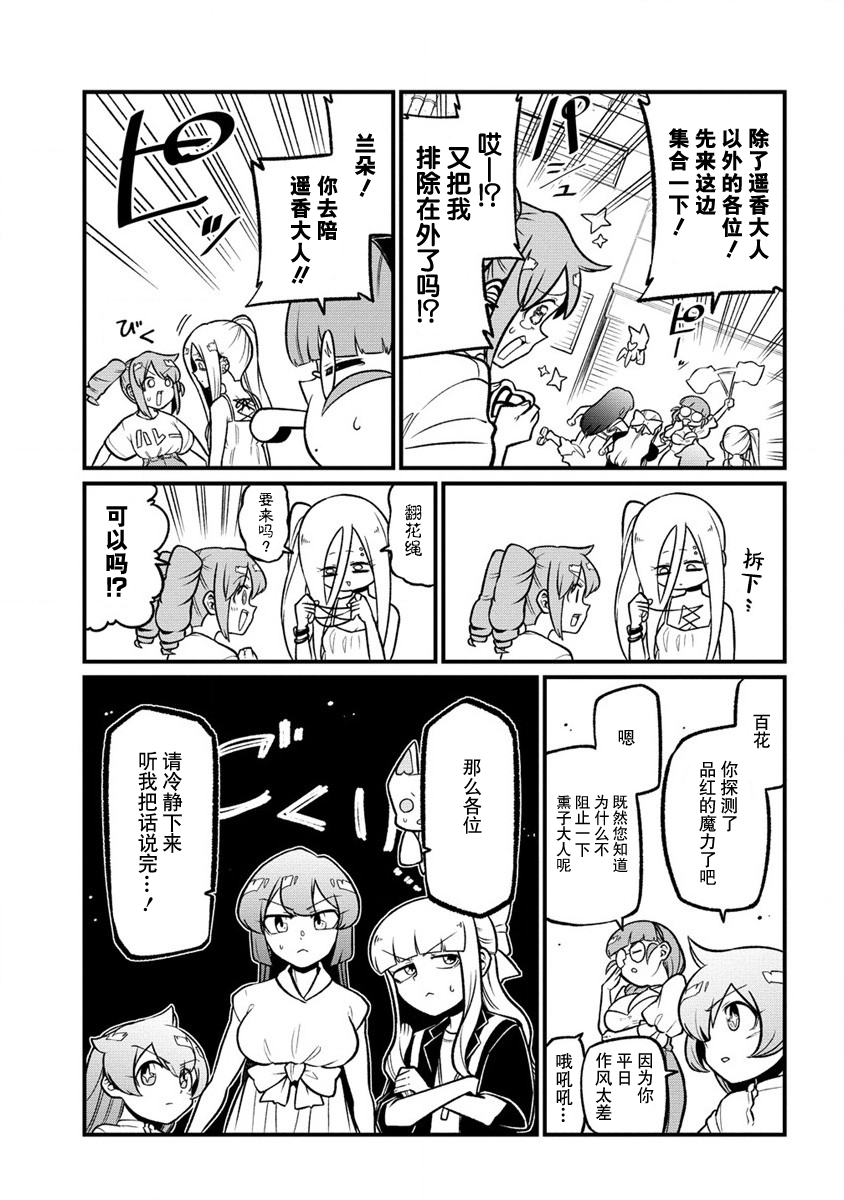 除了遥香大人
以外的各位！
先来这边
集合一下！
パ
ピー
哎—!?
又把我
排除在外了吗!?
兰朵！
你去陪
遥香大人!!
ピ
びく
ハレー
拆下…
翻花绳
要来吗？
可以吗!?
百花
你探测了
品红的魔力了吧
嗯
既然您知道
为什么不
阻止一下
熏子大人呢
因为你
平日
作风太差
哦吼吼…
那么各位
请冷静下来
听我把话说完…！